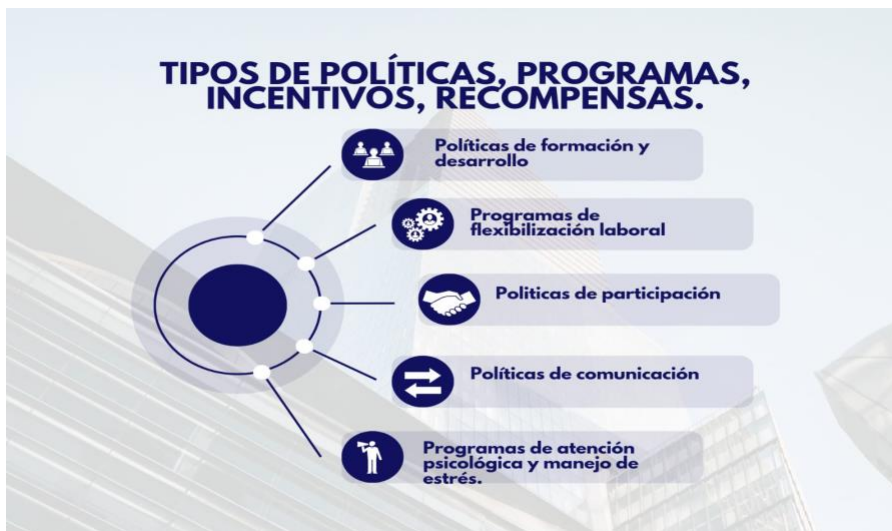 TIPOS DE POLÍTICAS, PROGRAMAS,
INCENTIVOS, RECOMPENSAS.
Políticas de formación y
desarrollo
Programas de
flexibilización laboral
Politicas de participación
Políticas de comunicación
Programas de atención
psicológica y manejo de
estrés.